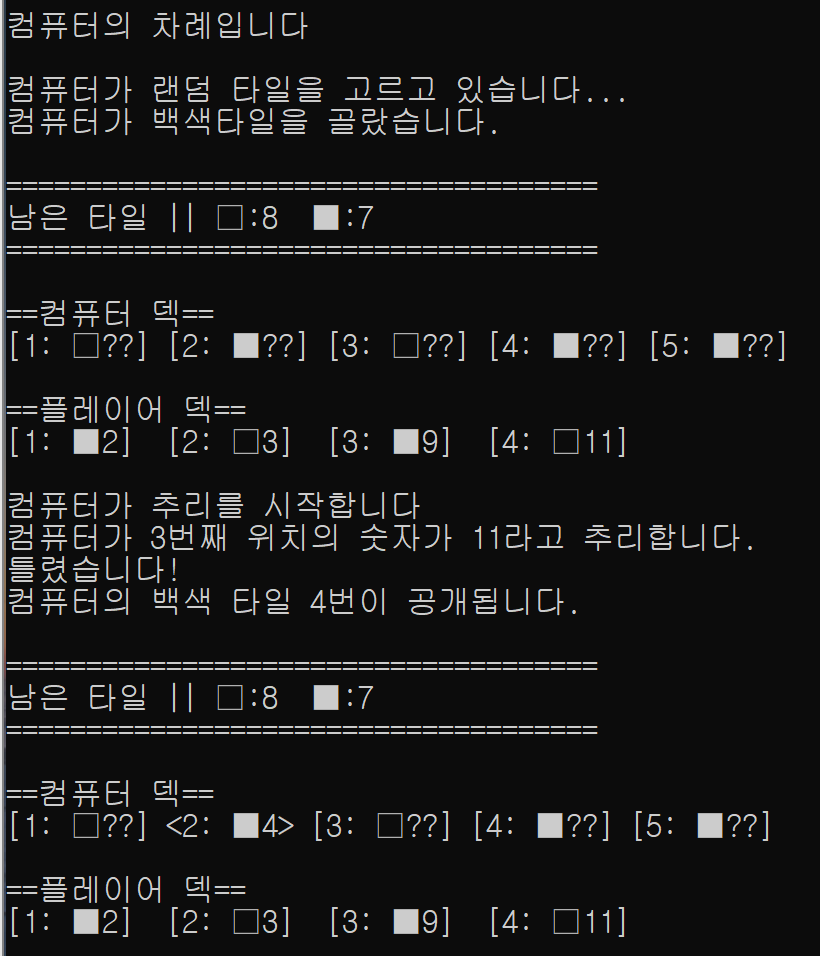 컴퓨터의 차례입니다
컴퓨터가 랜덤 타일을 고르고 있습니다...
컴퓨터가 백색타일을 골랐습니다.
=====================================
남은 타일 || □:8  ■:7
=====================================
==컴퓨터 덱==
[1: □??] [2: ■??] [3: □??] [4: ■??] [5: ■??]
==플레이어 덱==
[1: ■2]  [2: □3]  [3: ■9]  [4: □11]
컴퓨터가 추리를 시작합니다
컴퓨터가 3번째 위치의 숫자가 11라고 추리합니다.
틀렸습니다!
컴퓨터의 백색 타일 4번이 공개됩니다.
=====================================
남은 타일 || □:8  ■:7
=====================================
==컴퓨터 덱==
[1: □??] <2: ■4> [3: □??] [4: ■??] [5: ■??]
==플레이어 덱==
[1: ■2]  [2: □3]  [3: ■9]  [4: □11]